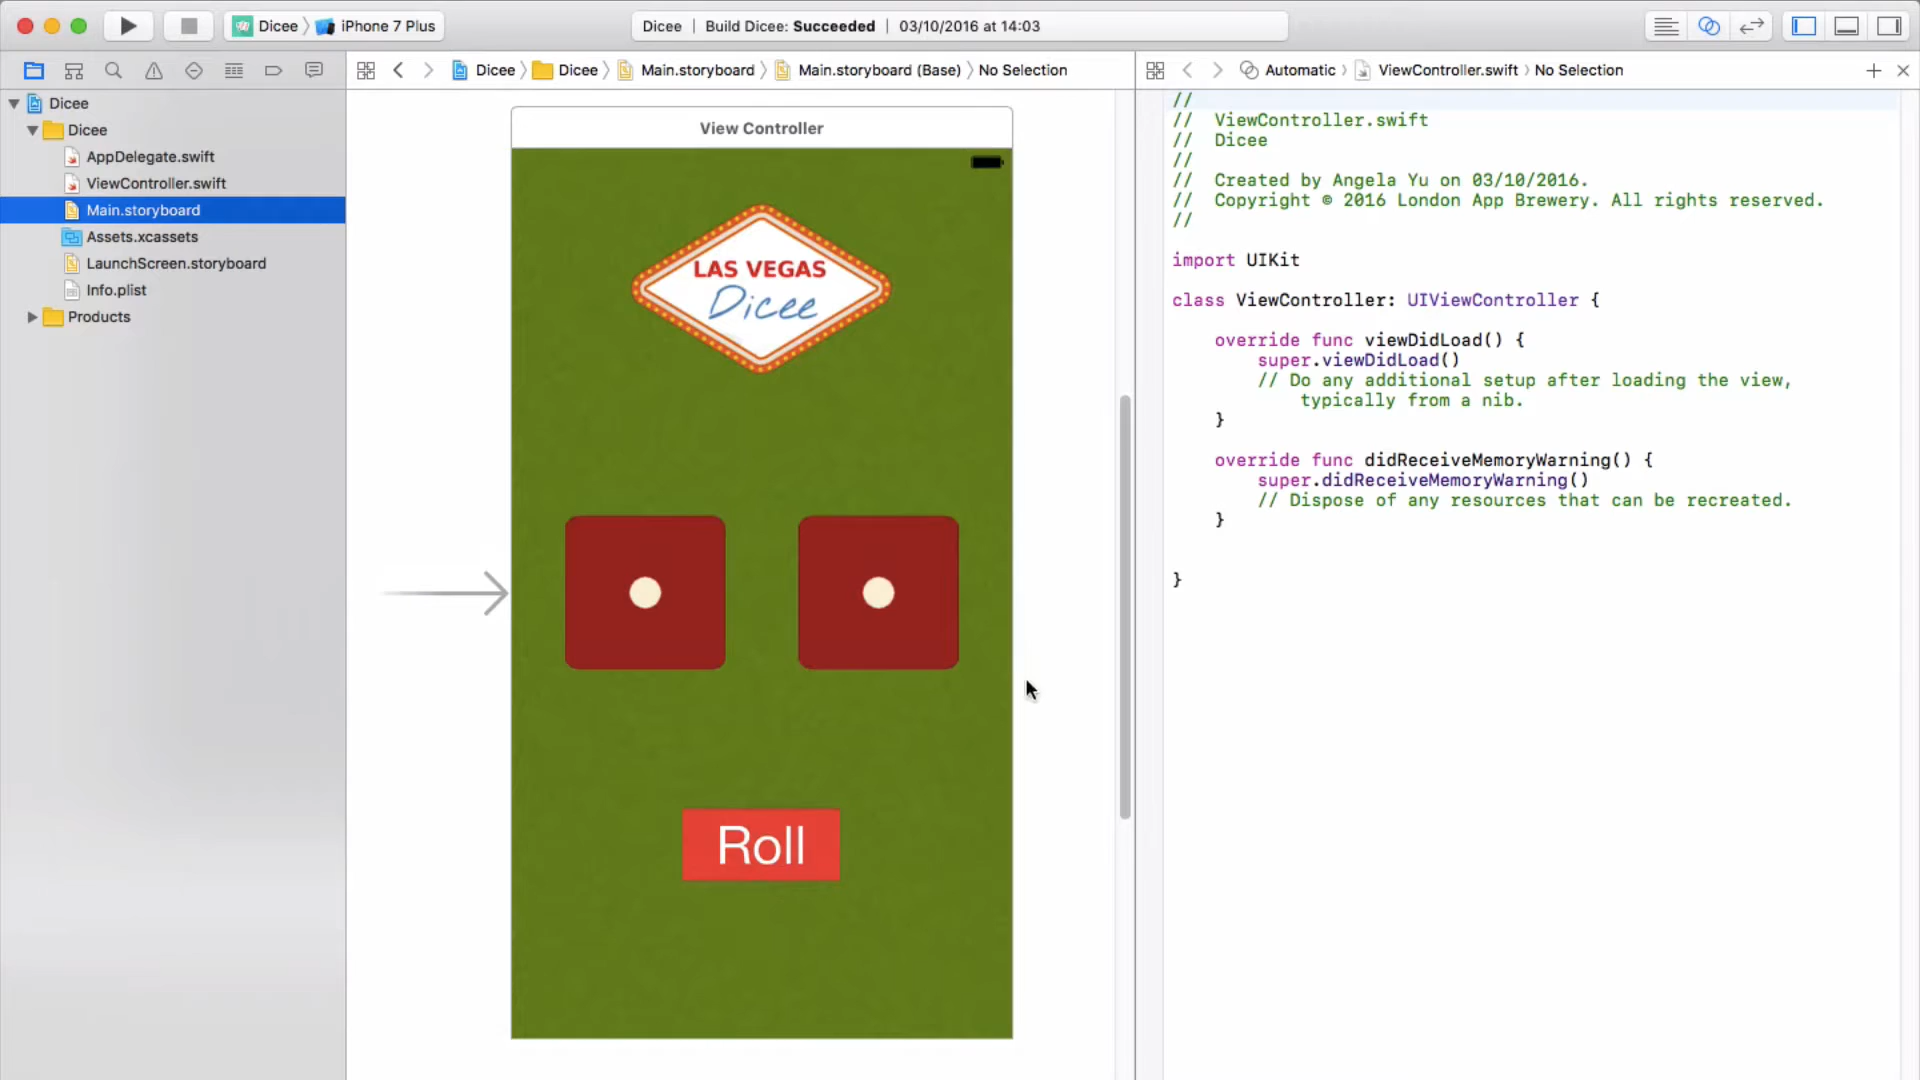 Dicee
iPhone 7 Plus
Dicee | Build Dicee: Succeeded | 03/10/2016 at 14:03
Dicee
Dicee
Main.storyboard
Main.storyboard (Base)
No Selection
Automatic
ViewController.swift
No Selection
Dicee
Dicee
AppDelegate.swift
ViewController.swift
Main.storyboard
Assets.xcassets
LaunchScreen.storyboard
Info.plist
Products
View Controller
LAS VEGAS
Dicee
Roll
//
//  ViewController.swift
//  Dicee
//
//  Created by Angela Yu on 03/10/2016.
//  Copyright © 2016 London App Brewery. All rights reserved.
//
import UIKit
class ViewController: UIViewController {
override func viewDidLoad() {
super.viewDidLoad()
// Do any additional setup after loading the view,
typically from a nib.
}
override func didReceiveMemoryWarning() {
super.didReceiveMemoryWarning()
// Dispose of any resources that can be recreated.
}
}